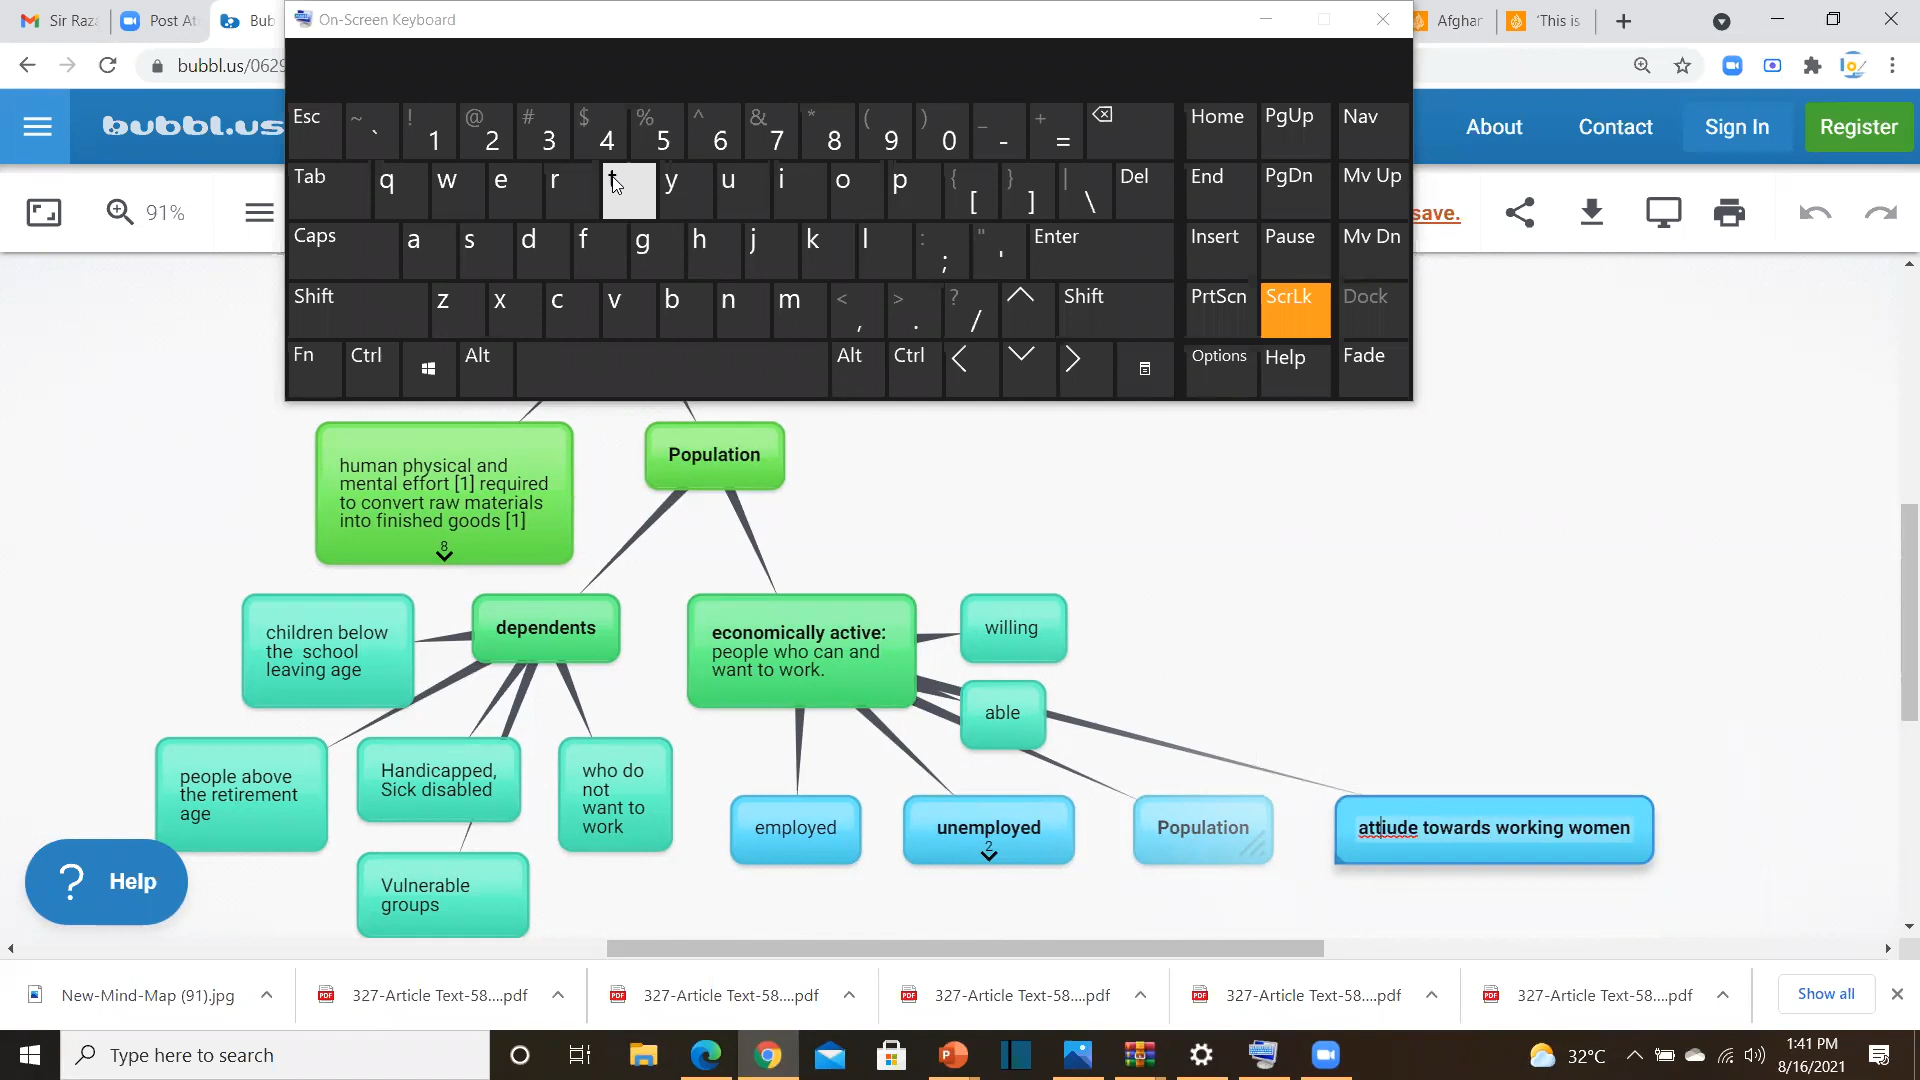 Sir Raza
Post At
Bub
On-Screen Keyboard
Afghar
'This is
bubbl.us/0629
bubbl.us
About
Contact
Sign In
Register
91%
save.
Esc ~ ` ! 1 @ 2 # 3 $ 4 % 5 ^ 6 & 7 * 8 ( 9 ) 0 _ - + = Home PgUp Nav
Tab q w e r t y u i o p { [ } ] | \ Del End PgDn Mv Up
Caps a s d f g h j k l : ; " ' Enter Insert Pause Mv Dn
Shift z x c v b n m < , > . ? / Shift PrtScn ScrLk Dock
Fn Ctrl Alt Alt Ctrl Options Help Fade
human physical and
mental effort [1] required
to convert raw materials
into finished goods [1]
8
Population
children below
the school
leaving age
dependents
economically active:
people who can and
want to work.
willing
able
people above
the retirement
age
Handicapped,
Sick disabled
who do
not
want to
work
employed
unemployed
2
Population
attiude towards working women
Vulnerable
groups
? Help
New-Mind-Map (91).jpg
327-Article Text-58....pdf
327-Article Text-58....pdf
327-Article Text-58....pdf
327-Article Text-58....pdf
327-Article Text-58....pdf
Show all
Type here to search
32°C
1:41 PM
8/16/2021